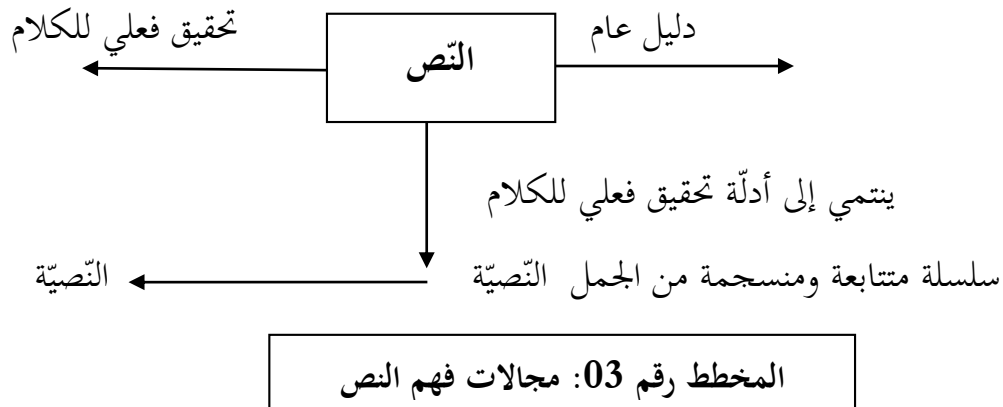 دليل عام
النّص
تحقيق فعلي للكلام
ينتمي إلى أدلّة تحقيق فعلي للكلام
سلسلة متتابعة ومنسجمة من الجمل النّصيّة
النّصيّة
المخطط رقم 03: مجالات فهم النص